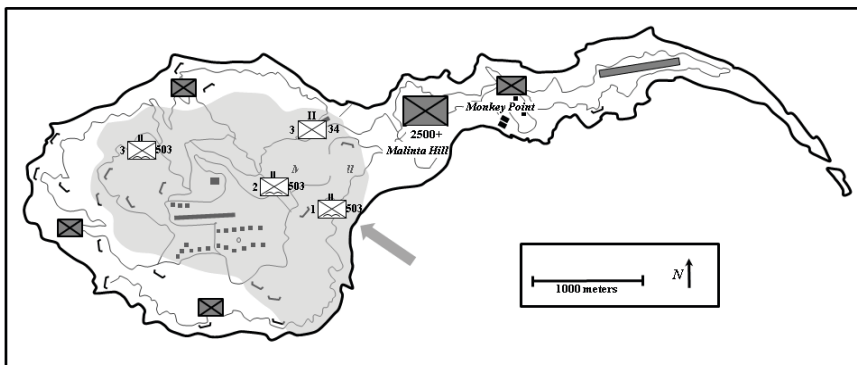 II
3 34
II
3 503
II
2 503
II
1 503
Monkey Point
2500+
Malinta Hill
1000 meters
N